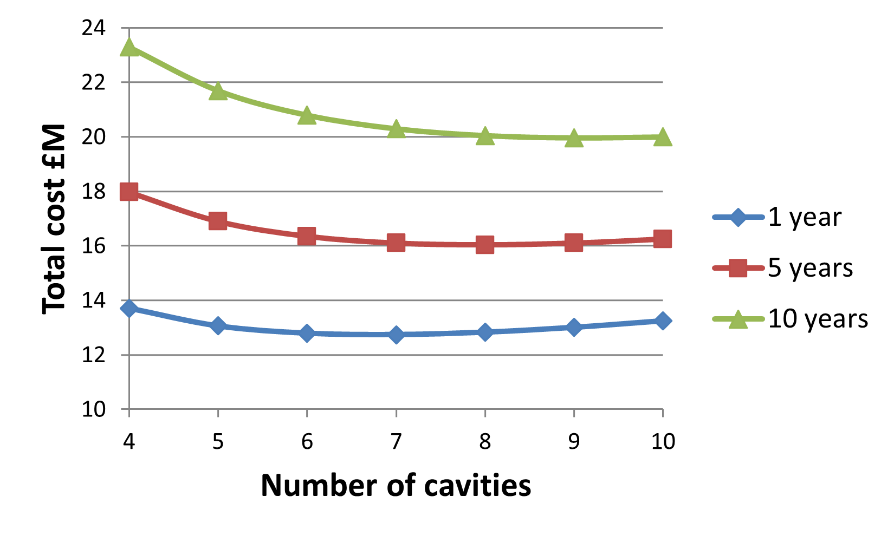 24
22
20
18
16
14
12
10
4 5 6 7 8 9 10
Total cost £M
Number of cavities
1 year
5 years
10 years